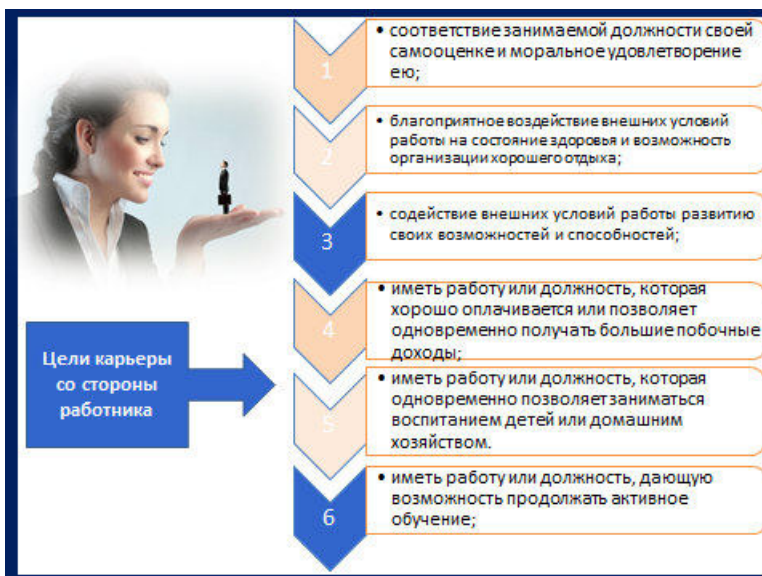 1
• соответствие занимаемой должности своей
самооценке и моральное удовлетворение
ею;
2
• благоприятное воздействие внешних условий
работы на состояние здоровья и возможность
организации хорошего отдыха;
3
• содействие внешних условий работы развитию
своих возможностей и способностей;
4
• иметь работу или должность, которая
хорошо оплачивается или позволяет
одновременно получать большие побочные
доходы;
Цели карьеры
со стороны
работника
5
• иметь работу или должность, которая
одновременно позволяет заниматься
воспитанием детей или домашним
хозяйством.
6
• иметь работу или должность, дающую
возможность продолжать активное
обучение;